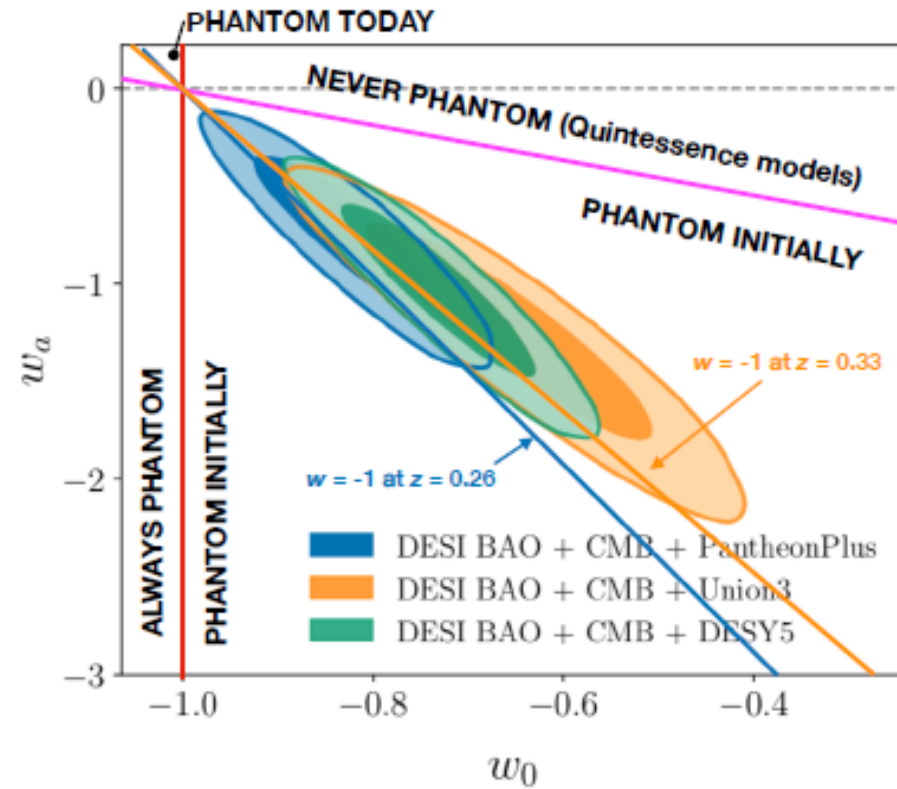 PHANTOM TODAY
NEVER PHANTOM (Quintessence models)
PHANTOM INITIALLY
ALWAYS PHANTOM
PHANTOM INITIALLY
w = -1 at z = 0.33
w = -1 at z = 0.26
DESI BAO + CMB + PantheonPlus
DESI BAO + CMB + Union3
DESI BAO + CMB + DESY5
0
−1
−2
−3
wₐ
−1.0
−0.8
−0.6
−0.4
w₀